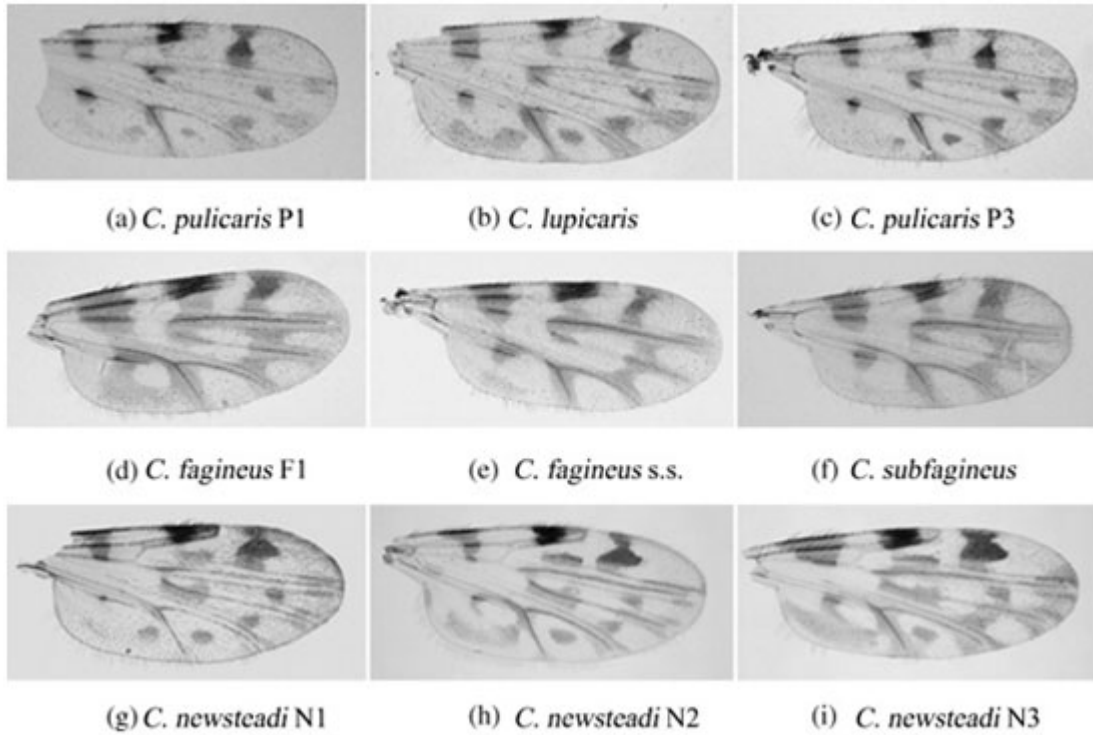 (a) C. pulicaris P1
(b) C. lupicaris
(c) C. pulicaris P3
(d) C. fagineus F1
(e) C. fagineus s.s.
(f) C. subfagineus
(g) C. newsteadi N1
(h) C. newsteadi N2
(i) C. newsteadi N3